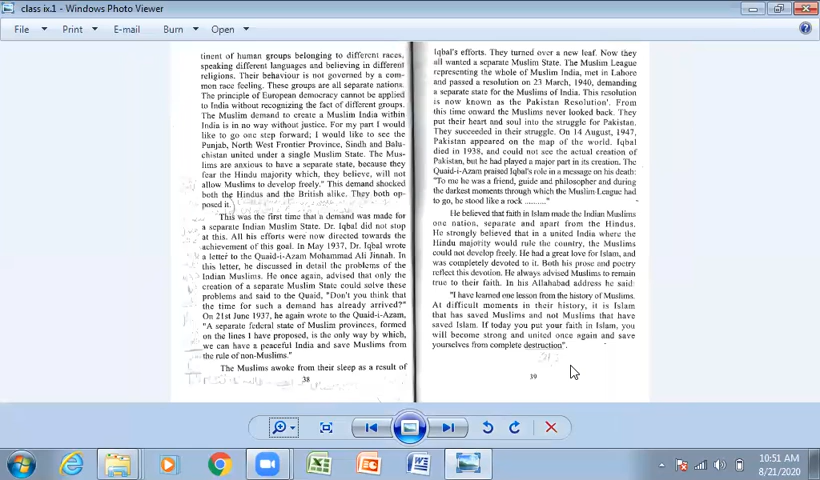 class ix.1 - Windows Photo Viewer
File Print E-mail Burn Open
tinent of human groups belonging to different races,
speaking different languages and believing in different
religions. Their behaviour is not governed by a com-
mon race feeling. These groups are all separate nations.
The principle of European democracy cannot be applied
to India without recognizing the fact of different groups.
The Muslim demand to create a Muslim India within
India is in no way without justice. For my part I would
like to go one step forward; I would like to see the
Punjab, North West Frontier Province, Sindh and Balu-
chistan united under a single Muslim State. The Mus-
lims are anxious to have a separate state, because they
fear the Hindu majority which, they believe, will not
allow Muslims to develop freely." This demand shocked
both the Hindus and the British alike. They both op-
posed it.
This was the first time that a demand was made for
a separate Indian Muslim State. Dr. Iqbal did not stop
at this. All his efforts were now directed towards the
achievement of this goal. In May 1937, Dr. Iqbal wrote
a letter to the Quaid-i-Azam Mohammad Ali Jinnah. In
this letter, he discussed in detail the problems of the
Indian Muslims. He once again, advised that only the
creation of a separate Muslim State could solve these
problems and said to the Quaid, "Don't you think that
the time for such a demand has already arrived?"
On 21st June 1937, he again wrote to the Quaid-i-Azam,
"A separate federal state of Muslim provinces, formed
on the lines I have proposed, is the only way by which,
we can have a peaceful India and save Muslims from
the rule of non-Muslims."
The Muslims awoke from their sleep as a result of
38
Iqbal's efforts. They turned over a new leaf. Now they
all wanted a separate Muslim State. The Muslim League
representing the whole of Muslim India, met in Lahore
and passed a resolution on 23 March, 1940, demanding
a separate state for the Muslims of India. This resolution
is now known as the Pakistan Resolution'. From
this time onward the Muslims never looked back. They
put their heart and soul into the struggle for Pakistan.
They succeeded in their struggle. On 14 August, 1947,
Pakistan appeared on the map of the world. Iqbal
died in 1938, and could not see the actual creation of
Pakistan, but he had played a major part in its creation. The
Quaid-i-Azam praised Iqbal's role in a message on his death:
"To me he was a friend, guide and philosopher and during
the darkest moments through which the Muslim League had
to go, he stood like a rock .........."
He believed that faith in Islam made the Indian Muslims
one nation, separate and apart from the Hindus.
He strongly believed that in a united India where the
Hindu majority would rule the country, the Muslims
could not develop freely. He had a great love for Islam, and
was completely devoted to it. Both his prose and poetry
reflect this devotion. He always advised Muslims to remain
true to their faith. In his Allahabad address he said:
"I have learned one lesson from the history of Muslims.
At difficult moments in their history, it is Islam
that has saved Muslims and not Muslims that have
saved Islam. If today you put your faith in Islam, you
will become strong and united once again and save
yourselves from complete destruction".
39
10:51 AM
8/21/2020